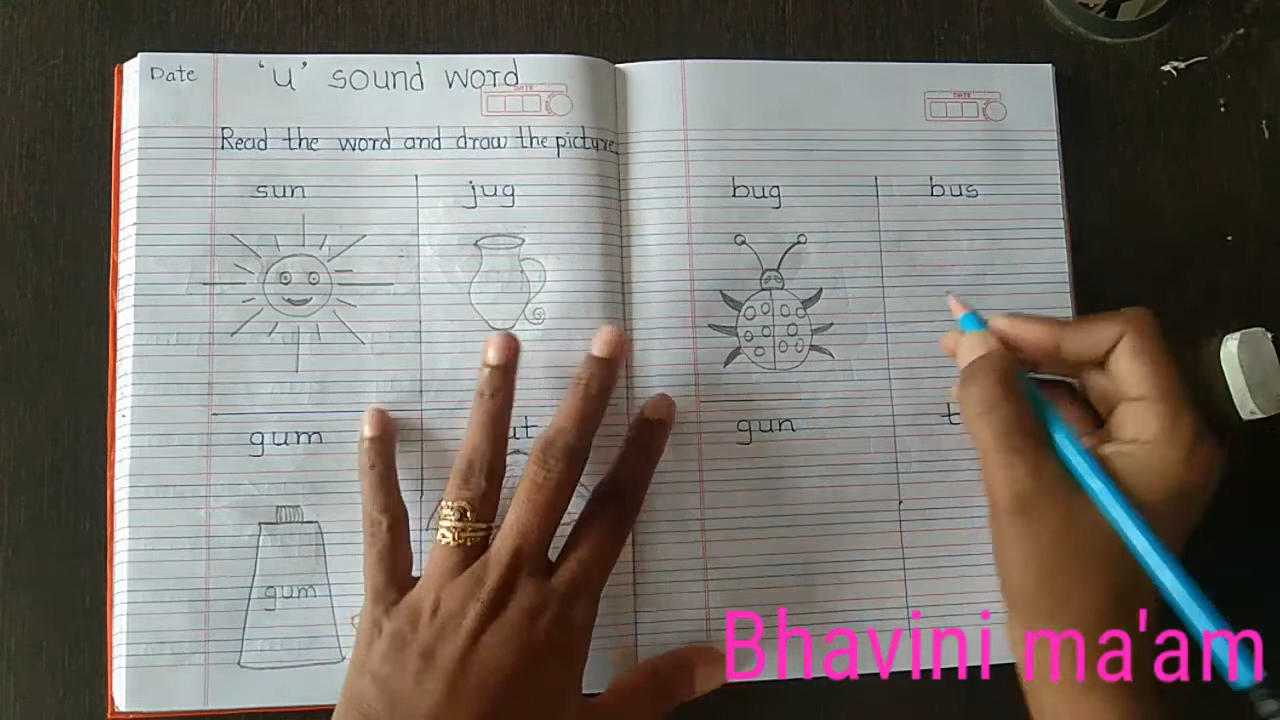 Date
'u' sound word
DATE
Read the word and draw the picture.
sun
jug
gum
gum
DATE
bug
bus
gun
Bhavini ma'am